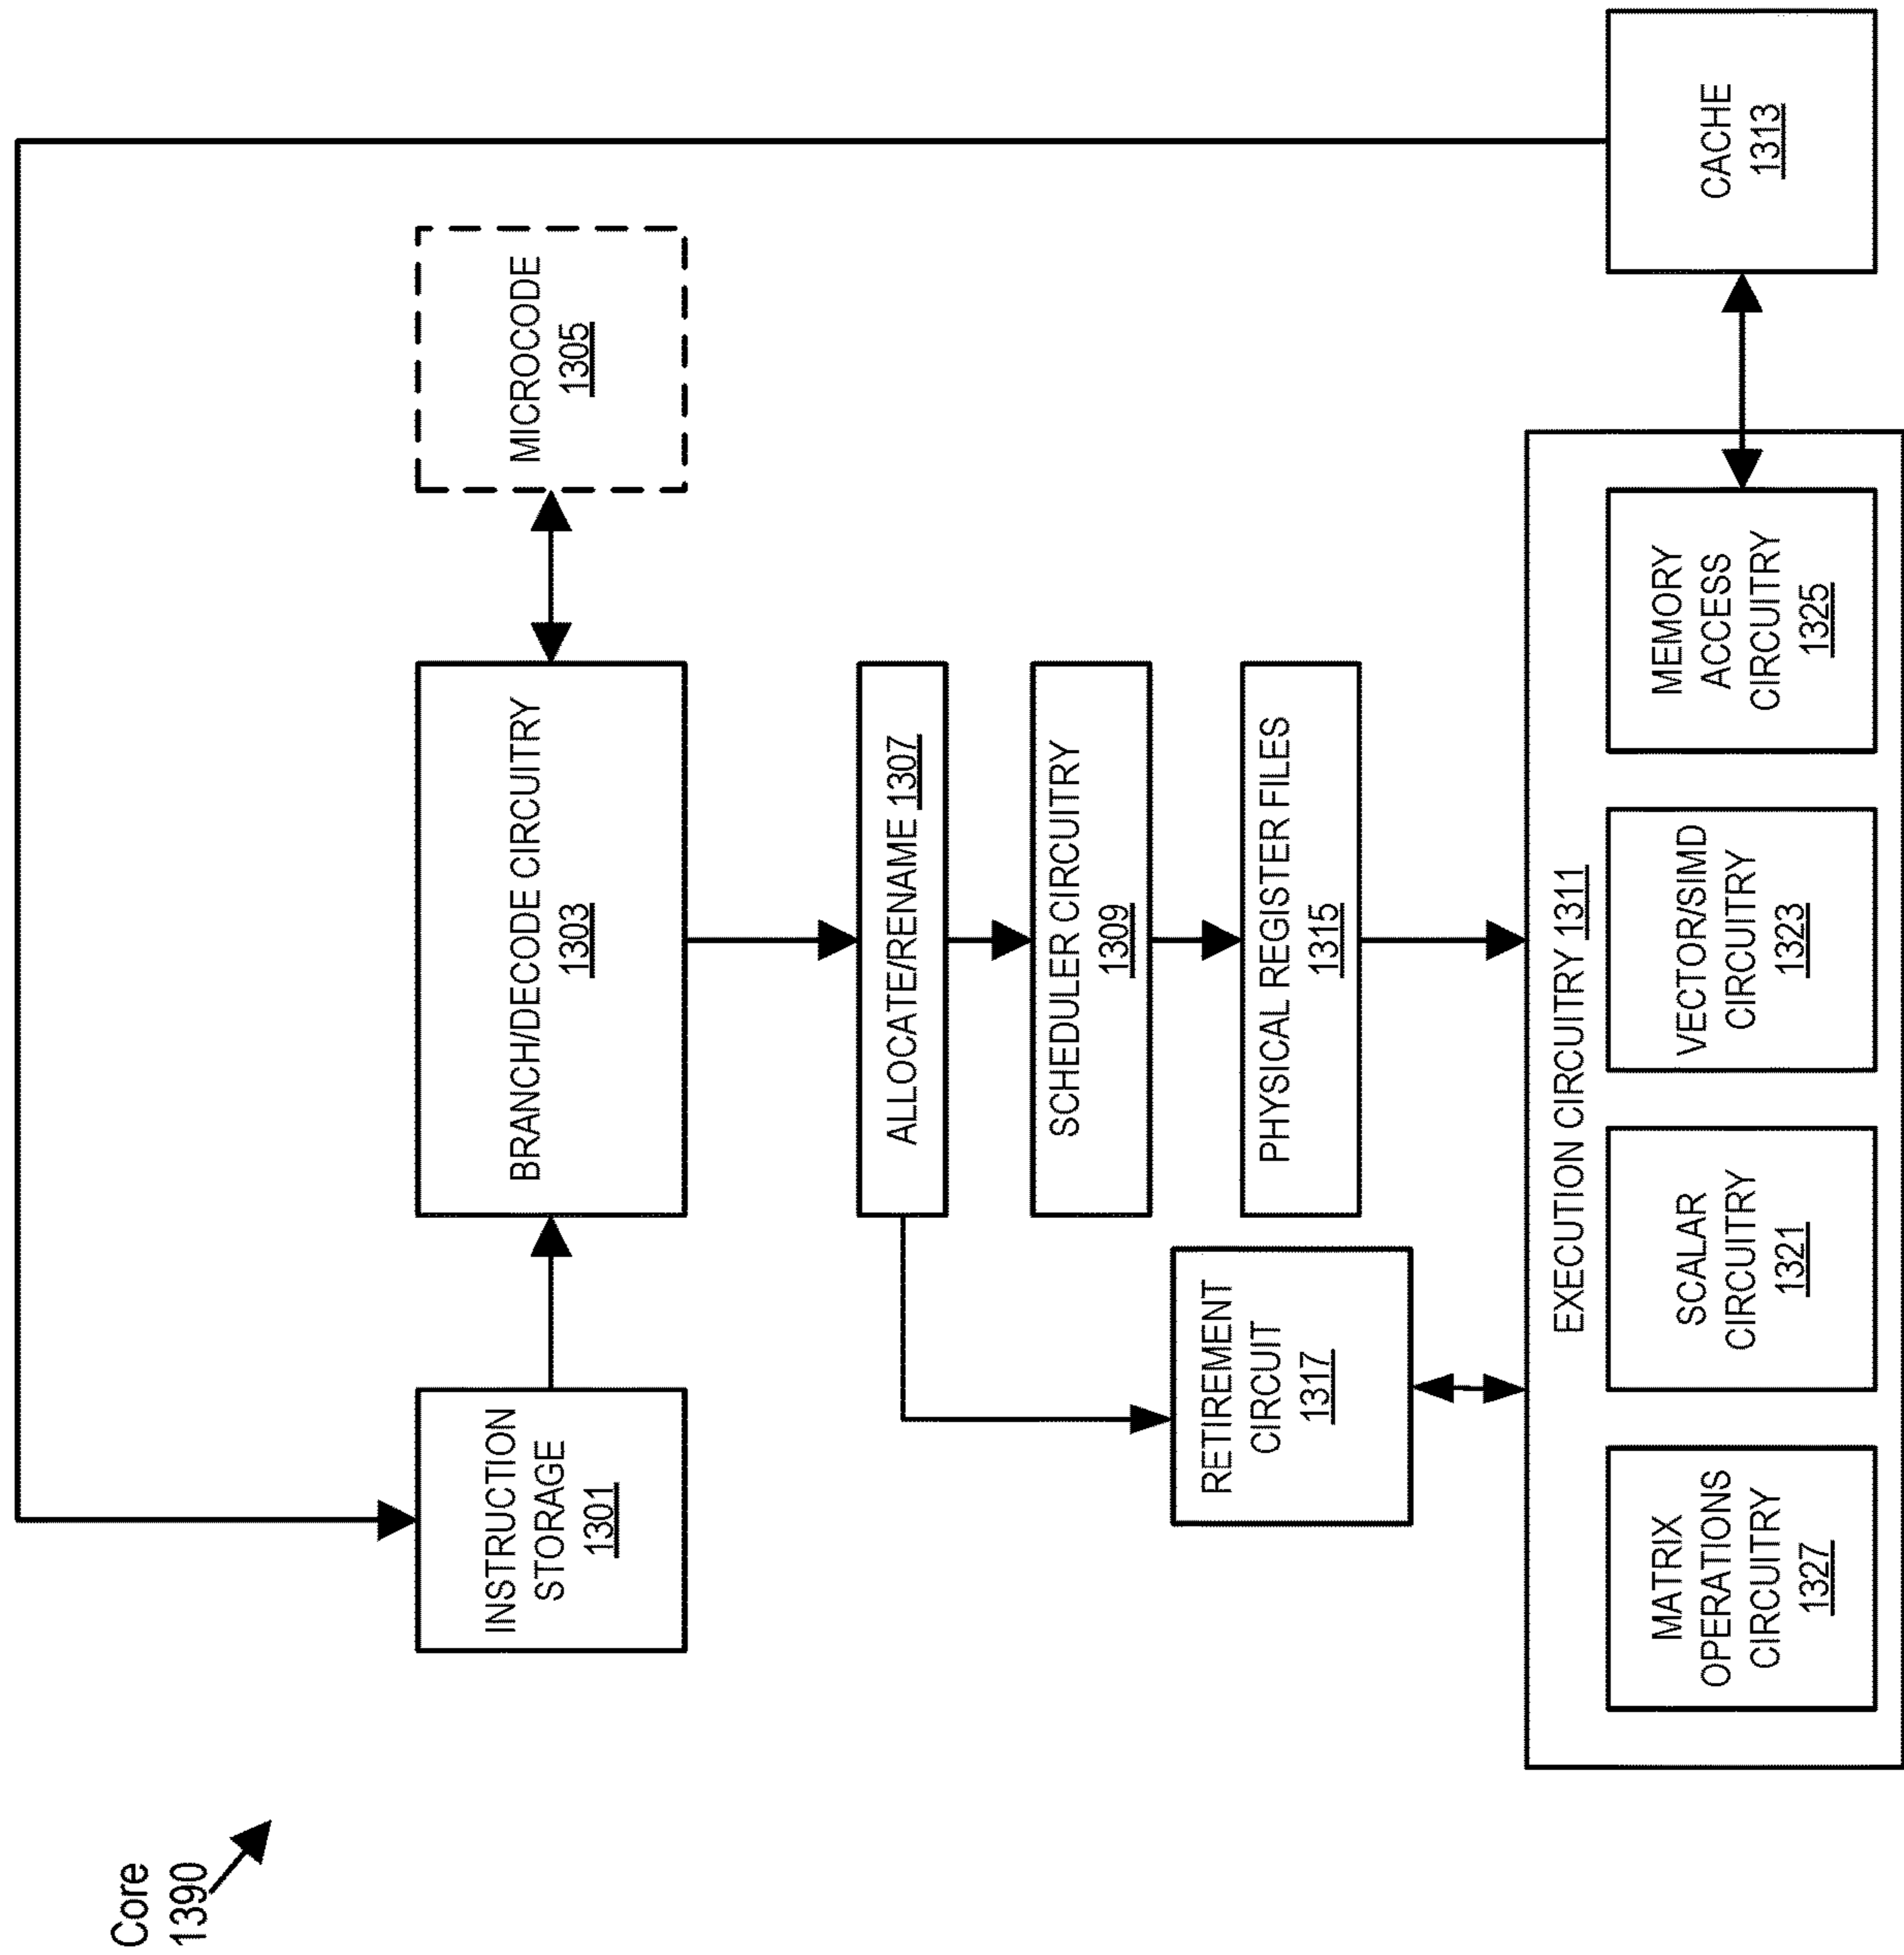 Core
1390
INSTRUCTION
STORAGE
1301
BRANCH/DECODE CIRCUITRY
1303
MICROCODE
1305
ALLOCATE/RENAME 1307
SCHEDULER CIRCUITRY
1309
PHYSICAL REGISTER FILES
1315
RETIREMENT
CIRCUIT
1317
EXECUTION CIRCUITRY 1311
MATRIX
OPERATIONS
CIRCUITRY
1327
SCALAR
CIRCUITRY
1321
VECTOR/SIMD
CIRCUITRY
1323
MEMORY
ACCESS
CIRCUITRY
1325
CACHE
1313